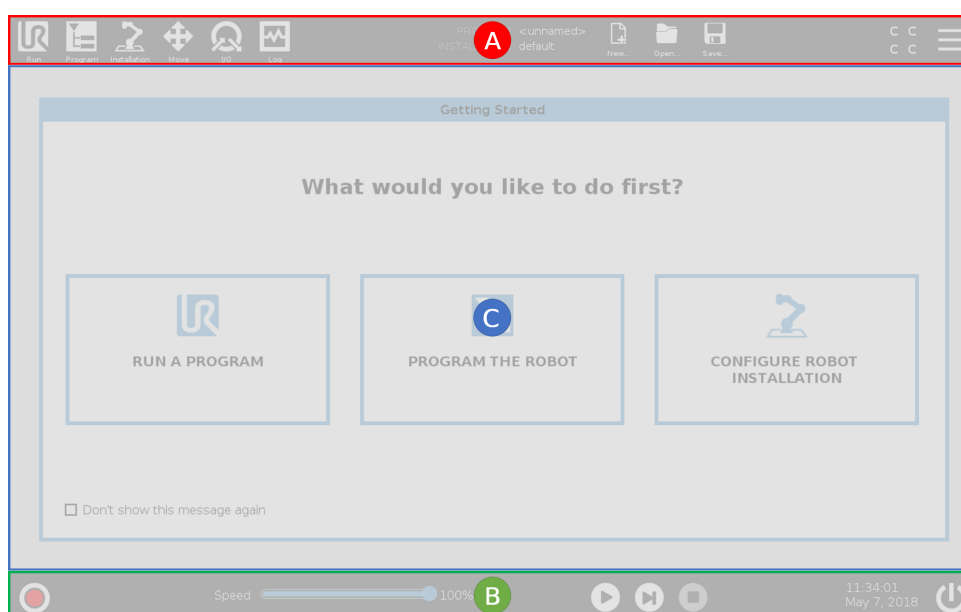 Run Program Installation Move I/O Log
<unnamed>
default
New... Open... Save...
C C
C C
A
Getting Started
What would you like to do first?
C
RUN A PROGRAM
PROGRAM THE ROBOT
CONFIGURE ROBOT
INSTALLATION
Don't show this message again
Speed 100%
B
11:34:01
May 7, 2018